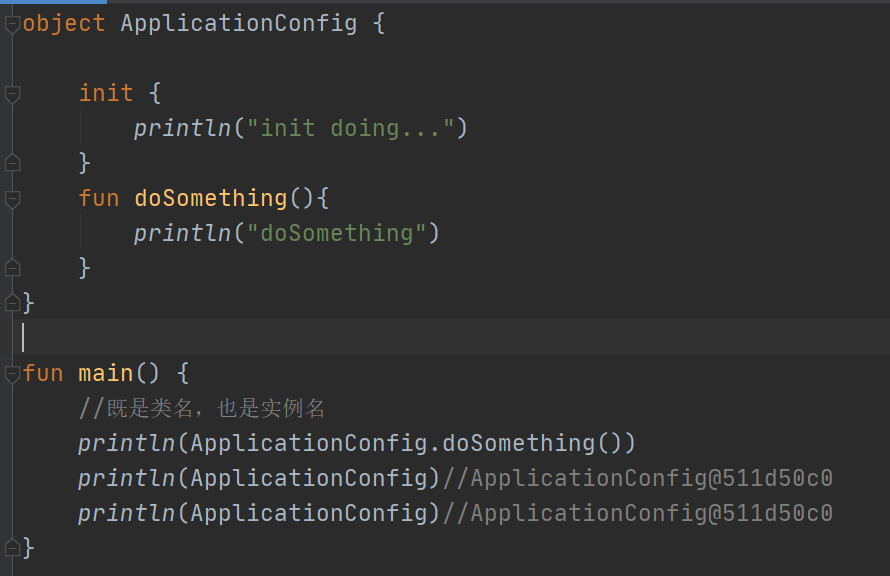 object ApplicationConfig {
    init {
        println("init doing...")
    }
    fun doSomething(){
        println("doSomething")
    }
}
fun main() {
    //既是类名，也是实例名
    println(ApplicationConfig.doSomething())
    println(ApplicationConfig)//ApplicationConfig@511d50c0
    println(ApplicationConfig)//ApplicationConfig@511d50c0
}